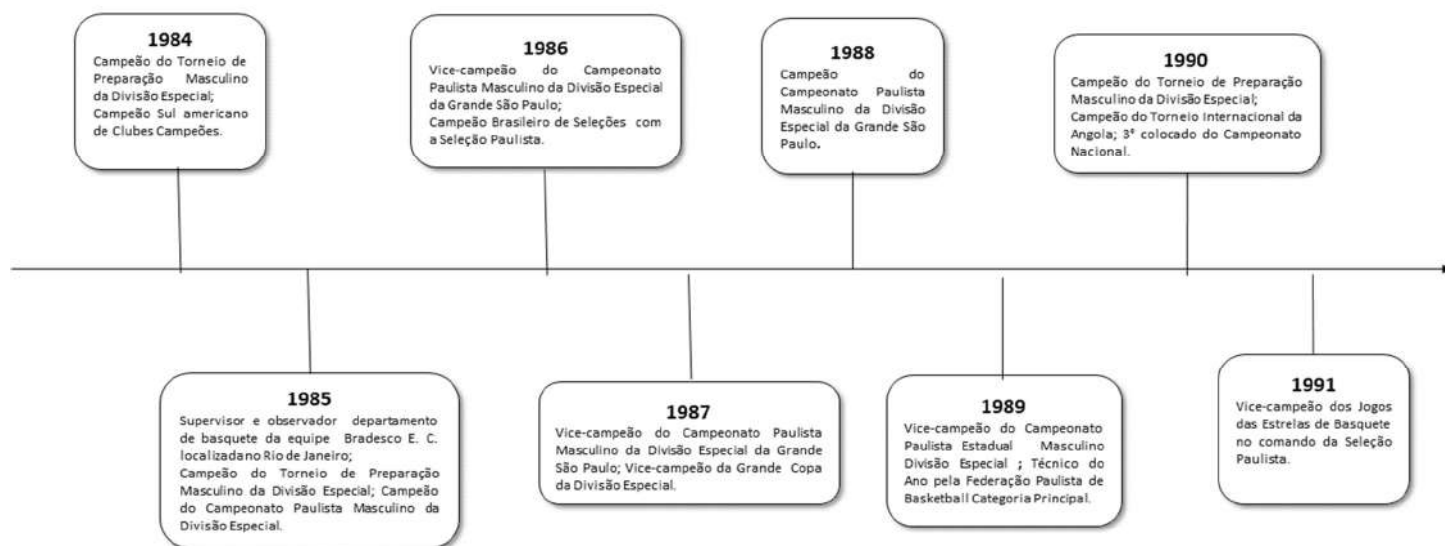 1984
Campeão do Torneio de
Preparação Masculino
da Divisão Especial;
Campeão Sul americano
de Clubes Campeões.
1986
Vice-campeão do Campeonato
Paulista Masculino da Divisão Especial
da Grande São Paulo;
Campeão Brasileiro de Seleções com
a Seleção Paulista.
1988
Campeão do
Campeonato Paulista
Masculino da Divisão
Especial da Grande São
Paulo.
1990
Campeão do Torneio de Preparação
Masculino da Divisão Especial;
Campeão do Torneio Internacional da
Angola; 3º colocado do Campeonato
Nacional.
1985
Supervisor e observador departamento
de basquete da equipe Bradesco E. C.
localizadano Rio de Janeiro;
Campeão do Torneio de Preparação
Masculino da Divisão Especial; Campeão
do Campeonato Paulista Masculino da
Divisão Especial.
1987
Vice-campeão do Campeonato Paulista
Masculino da Divisão Especial da Grande
São Paulo; Vice-campeão da Grande Copa
da Divisão Especial.
1989
Vice-campeão do Campeonato
Paulista Estadual Masculino
Divisão Especial ; Técnico do
Ano pela Federação Paulista de
Basketball Categoria Principal.
1991
Vice-campeão dos Jogos
das Estrelas de Basquete
no comando da Seleção
Paulista.